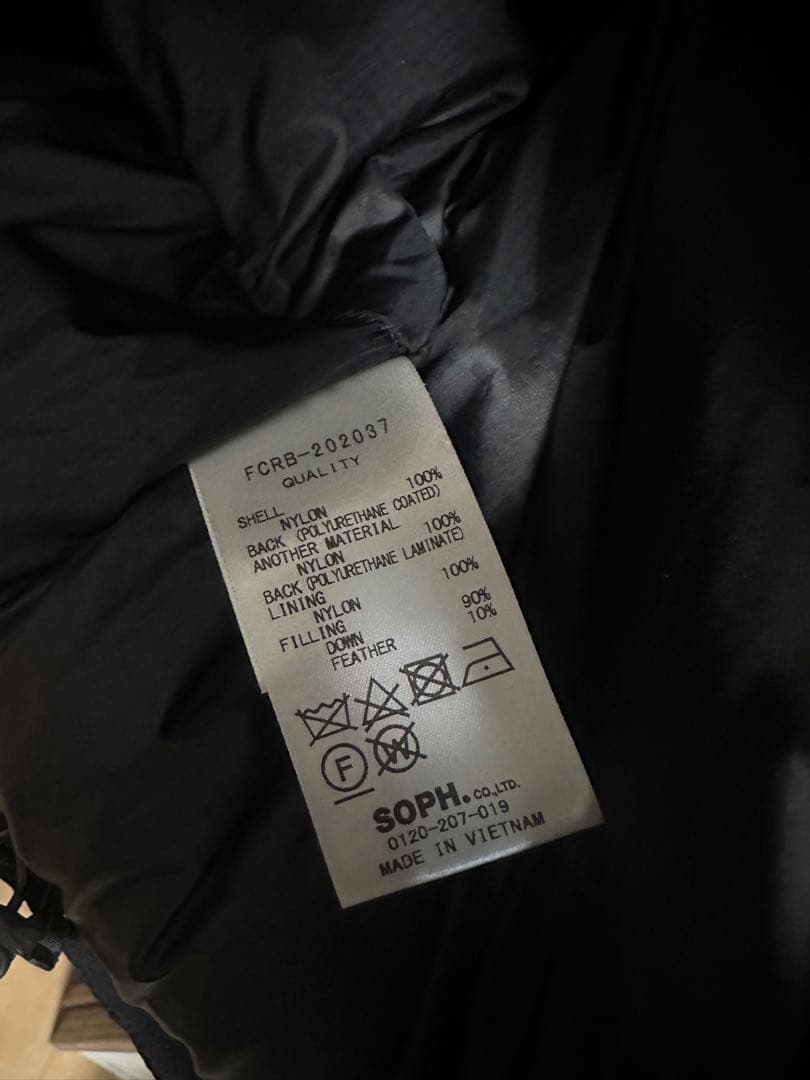 FCRB-202037
QUALITY
SHELL
NYLON 100%
BACK (POLYURETHANE COATED)
ANOTHER MATERIAL
NYLON 100%
BACK(POLYURETHANE LAMINATE)
LINING
NYLON 100%
FILLING
DOWN 90%
FEATHER 10%
F W
SOPH. CO.,LTD.
0120-207-019
MADE IN VIETNAM